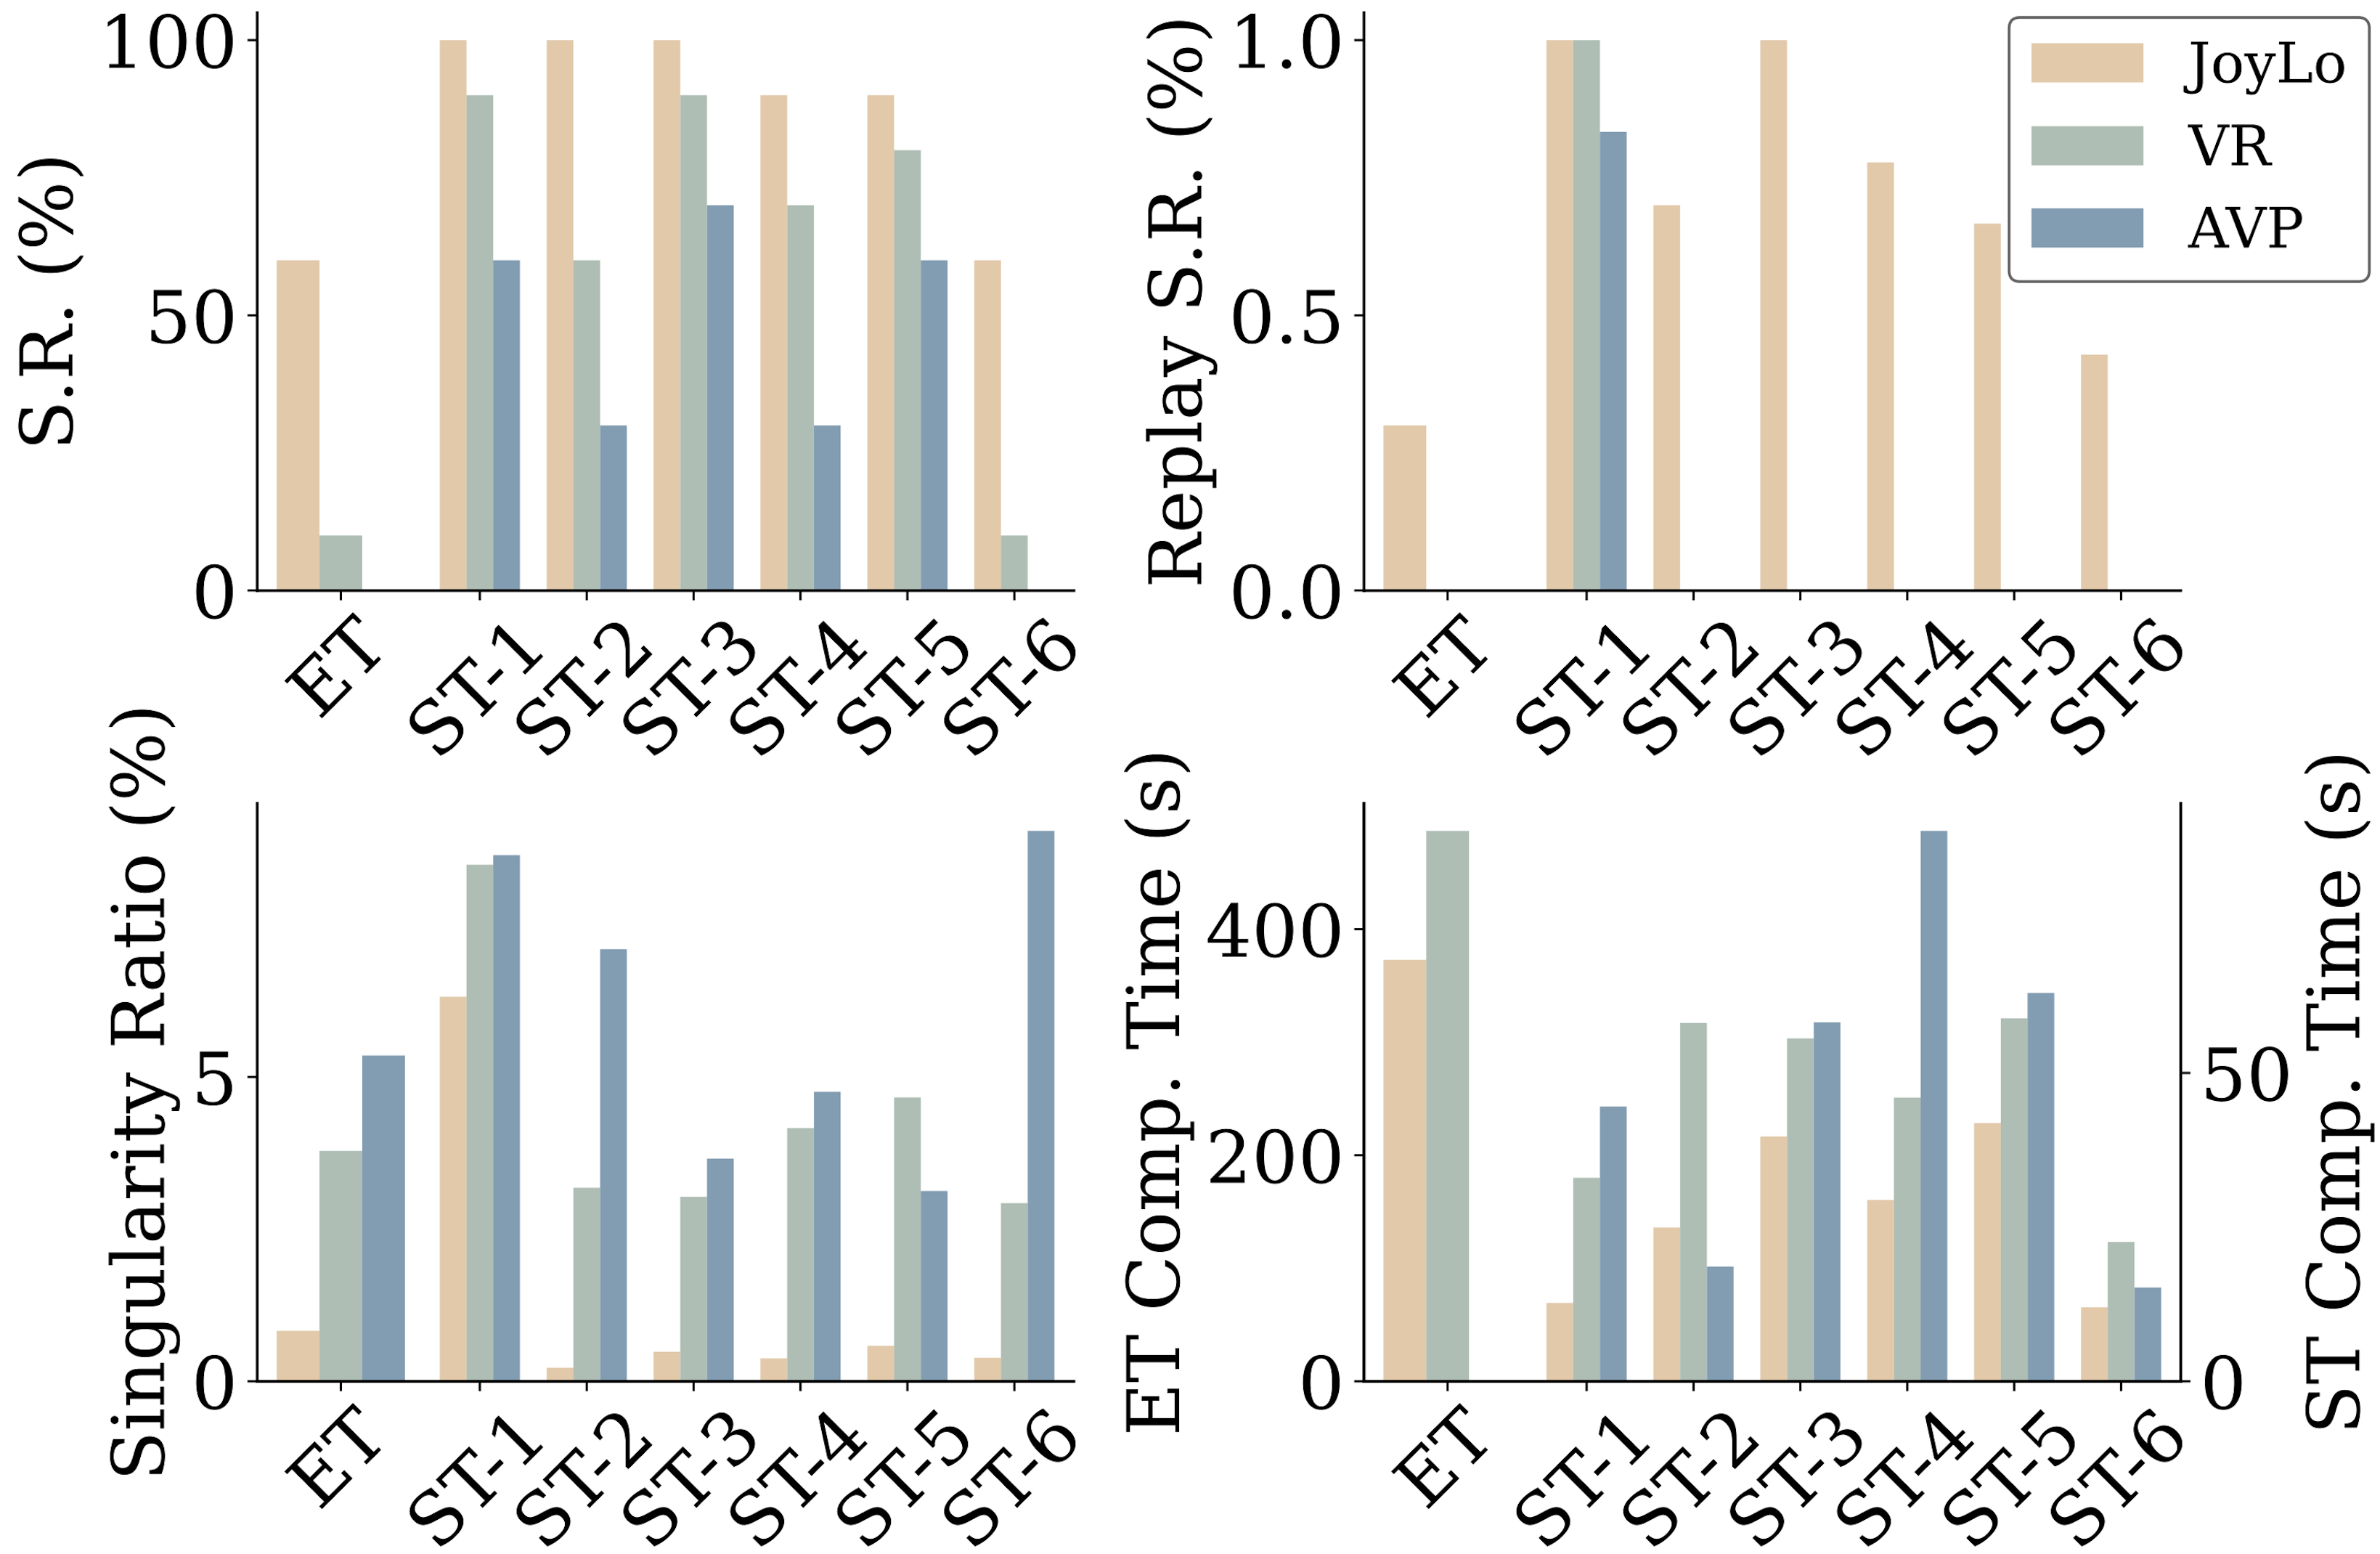 S.R. (%)
100
50
0
ET
ST-1
ST-2
ST-3
ST-4
ST-5
ST-6
Replay S.R. (%)
1.0
0.5
0.0
ET
ST-1
ST-2
ST-3
ST-4
ST-5
ST-6
JoyLo
VR
AVP
Singularity Ratio (%)
5
0
ET
ST-1
ST-2
ST-3
ST-4
ST-5
ST-6
ET Comp. Time (s)
400
200
0
ET
ST-1
ST-2
ST-3
ST-4
ST-5
ST-6
50
0
ST Comp. Time (s)